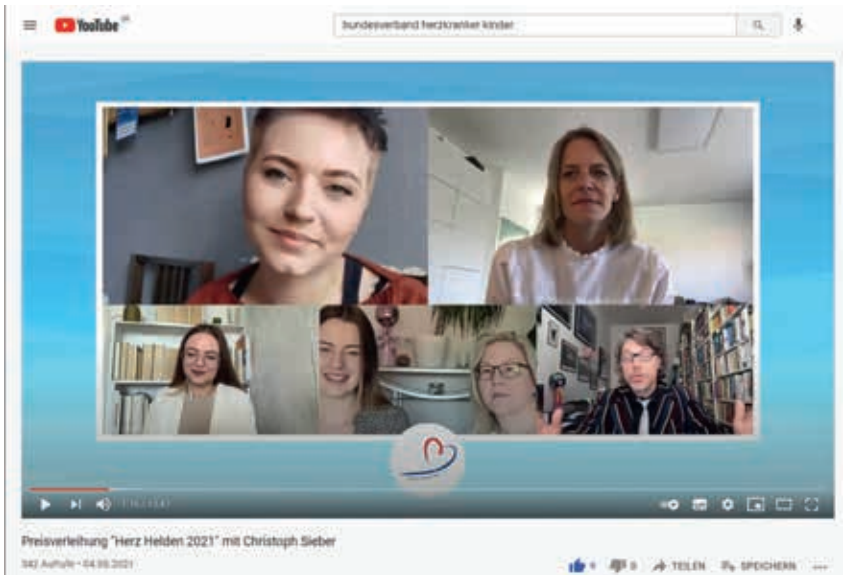 YouTube
bundesverband herzkranker kinder
Preisverleihung "Herz Helden 2021" mit Christoph Sieber
342 Aufrufe • 04.05.2021
TEILEN SPEICHERN